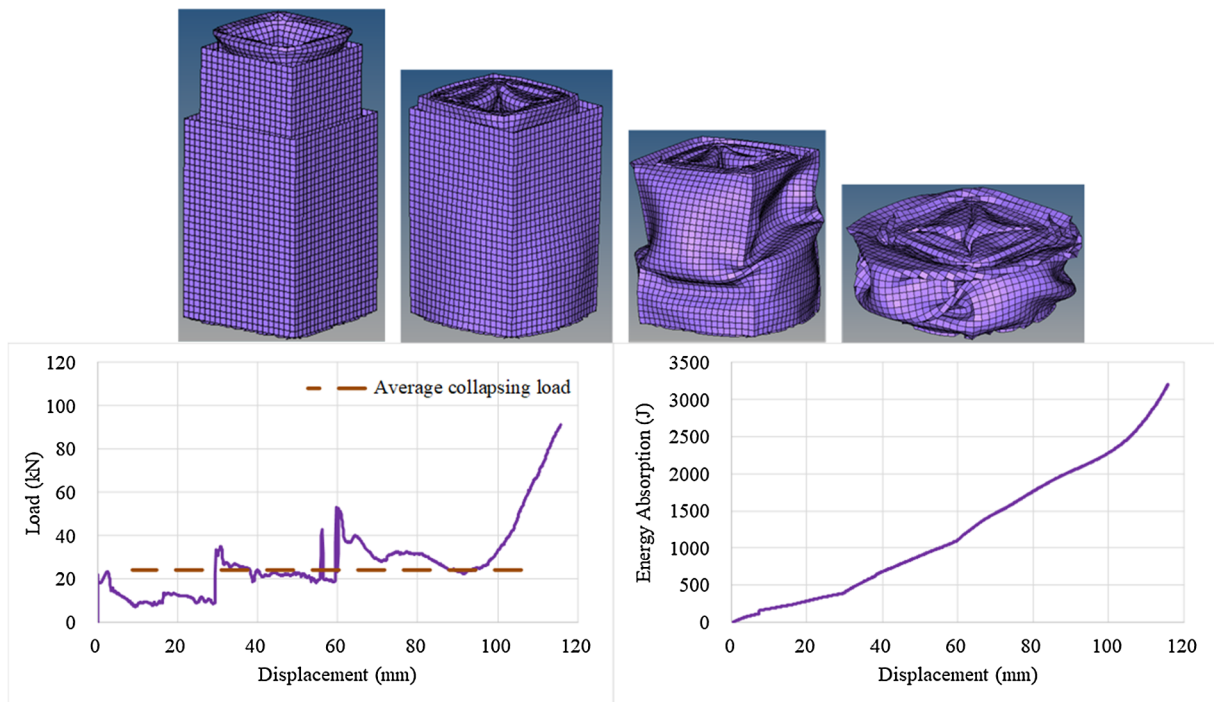 120
100
80
60
40
20
0
Load (kN)
Average collapsing load
0 20 40 60 80 100 120
Displacement (mm)
3500
3000
2500
2000
1500
1000
500
0
Energy Absorption (J)
0 20 40 60 80 100 120
Displacement (mm)